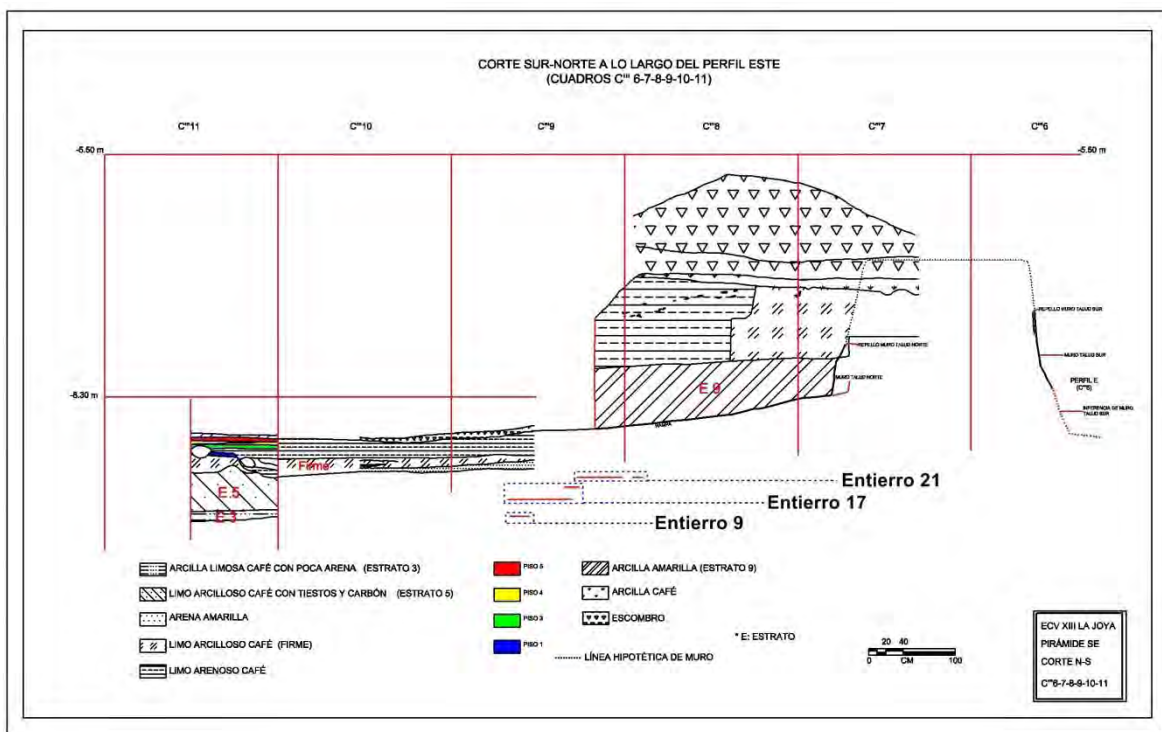 CORTE SUR-NORTE A LO LARGO DEL PERFIL ESTE
(CUADROS C''' 6-7-8-9-10-11)
C'''11
C'''10
C'''9
C'''8
C'''7
C'''6
-5.50 m
-5.50 m
REPELLO MURO TALUD SUR
REPELLO MURO TALUD NORTE
MURO TALUD SUR
MURO TALUD NORTE
PERFIL E
(C'''6)
-8.30 m
E.9
INFERENCIA DE MURO
TALUD SUR
Firme
E.5
E.3
Entierro 21
Entierro 17
Entierro 9
ARCILLA LIMOSA CAFÉ CON POCA ARENA (ESTRATO 3)
LIMO ARCILLOSO CAFÉ CON TIESTOS Y CARBÓN (ESTRATO 5)
ARENA AMARILLA
LIMO ARCILLOSO CAFÉ (FIRME)
LIMO ARENOSO CAFÉ
PISO 5
PISO 4
PISO 3
PISO 1
ARCILLA AMARILLA (ESTRATO 9)
ARCILLA CAFÉ
ESCOMBRO
* E: ESTRATO
LÍNEA HIPOTÉTICA DE MURO
20 40
0 CM 100
ECV XIII LA JOYA
PIRÁMIDE SE
CORTE N-S
C'''6-7-8-9-10-11